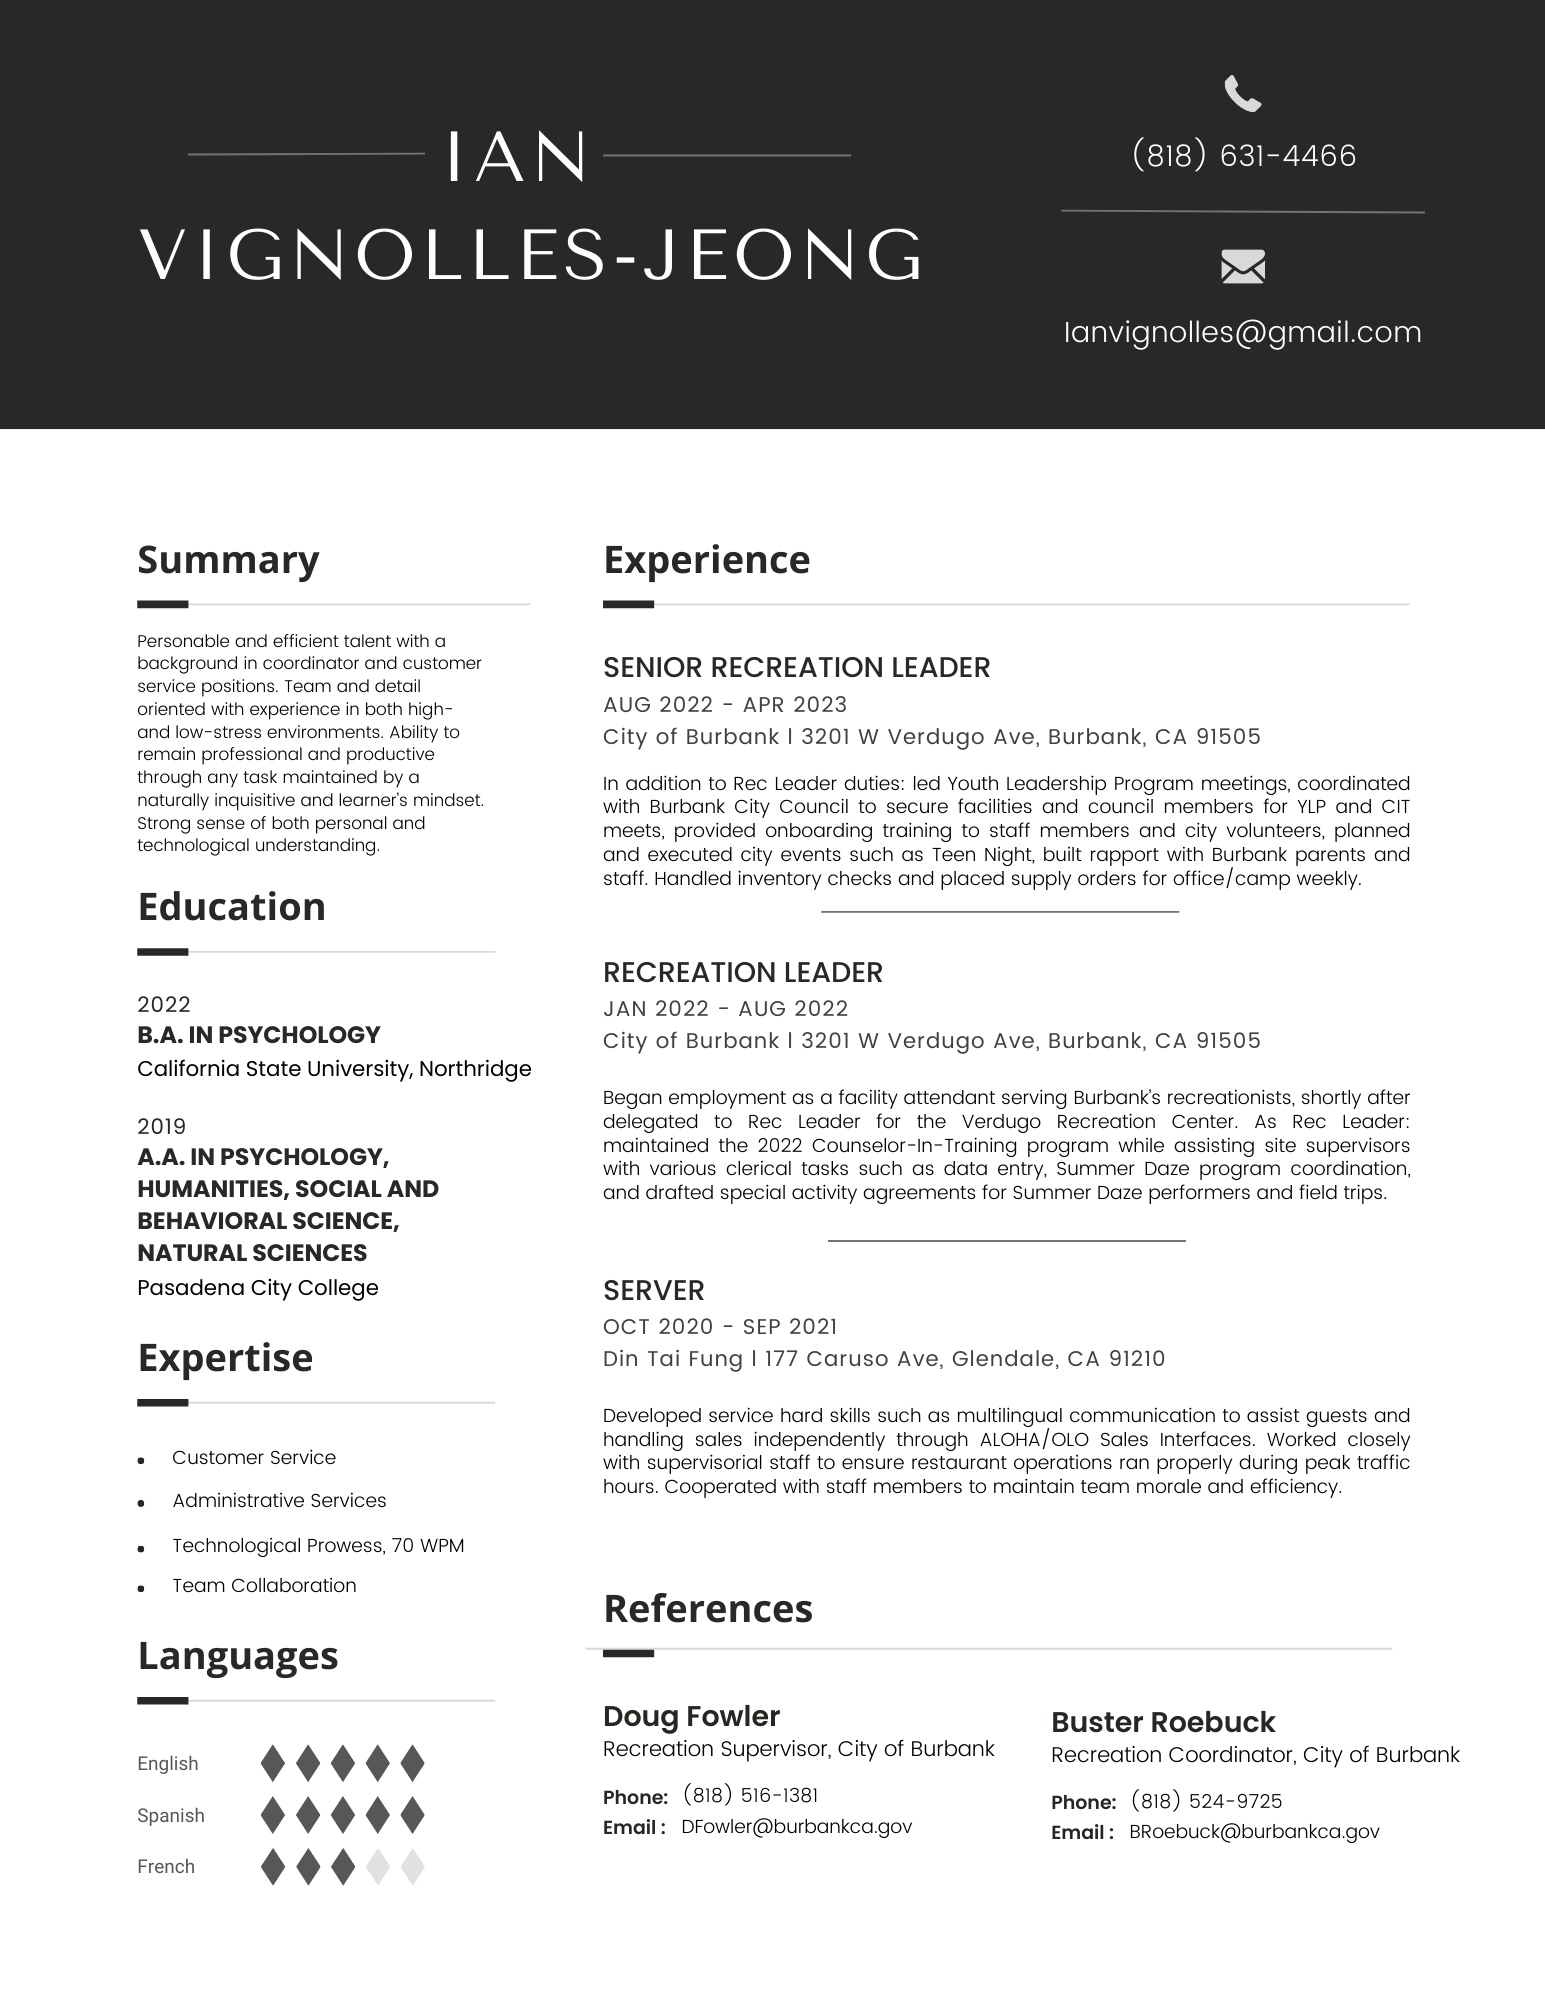 IAN
VIGNOLLES-JEONG
(818) 631-4466
Ianvignolles@gmail.com
Summary
Personable and efficient talent with a
background in coordinator and customer
service positions. Team and detail
oriented with experience in both high-
and low-stress environments. Ability to
remain professional and productive
through any task maintained by a
naturally inquisitive and learner's mindset.
Strong sense of both personal and
technological understanding.
Education
2022
B.A. IN PSYCHOLOGY
California State University, Northridge
2019
A.A. IN PSYCHOLOGY,
HUMANITIES, SOCIAL AND
BEHAVIORAL SCIENCE,
NATURAL SCIENCES
Pasadena City College
Expertise
• Customer Service
• Administrative Services
• Technological Prowess, 70 WPM
• Team Collaboration
Languages
English
Spanish
French
Experience
SENIOR RECREATION LEADER
AUG 2022 - APR 2023
City of Burbank l 3201 W Verdugo Ave, Burbank, CA 91505
In addition to Rec Leader duties: led Youth Leadership Program meetings, coordinated
with Burbank City Council to secure facilities and council members for YLP and CIT
meets, provided onboarding training to staff members and city volunteers, planned
and executed city events such as Teen Night, built rapport with Burbank parents and
staff. Handled inventory checks and placed supply orders for office/camp weekly.
RECREATION LEADER
JAN 2022 - AUG 2022
City of Burbank l 3201 W Verdugo Ave, Burbank, CA 91505
Began employment as a facility attendant serving Burbank's recreationists, shortly after
delegated to Rec Leader for the Verdugo Recreation Center. As Rec Leader:
maintained the 2022 Counselor-In-Training program while assisting site supervisors
with various clerical tasks such as data entry, Summer Daze program coordination,
and drafted special activity agreements for Summer Daze performers and field trips.
SERVER
OCT 2020 - SEP 2021
Din Tai Fung l 177 Caruso Ave, Glendale, CA 91210
Developed service hard skills such as multilingual communication to assist guests and
handling sales independently through ALOHA/OLO Sales Interfaces. Worked closely
with supervisorial staff to ensure restaurant operations ran properly during peak traffic
hours. Cooperated with staff members to maintain team morale and efficiency.
References
Doug Fowler
Recreation Supervisor, City of Burbank
Phone: (818) 516-1381
Email : DFowler@burbankca.gov
Buster Roebuck
Recreation Coordinator, City of Burbank
Phone: (818) 524-9725
Email : BRoebuck@burbankca.gov